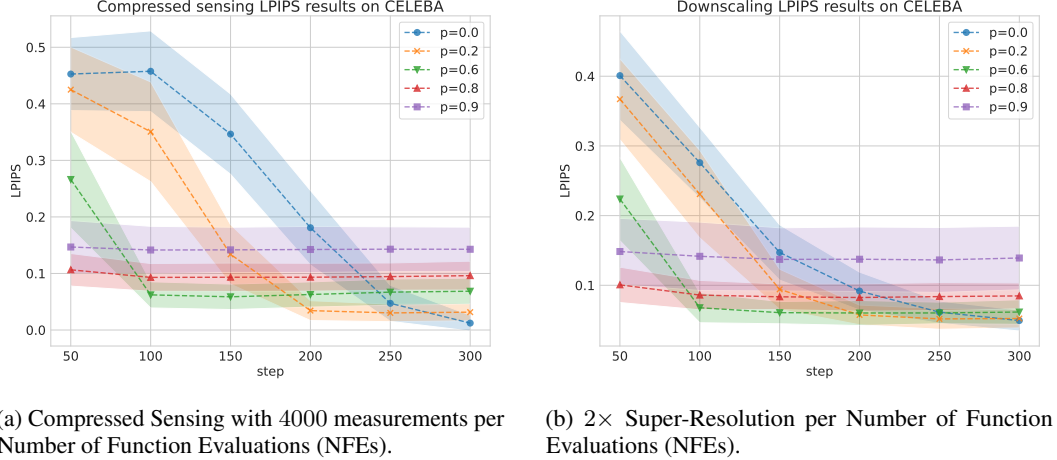 Compressed sensing LPIPS results on CELEBA
p=0.0
p=0.2
p=0.6
p=0.8
p=0.9
0.5
0.4
0.3
0.2
0.1
0.0
LPIPS
50 100 150 200 250 300
step
Downscaling LPIPS results on CELEBA
p=0.0
p=0.2
p=0.6
p=0.8
p=0.9
0.4
0.3
0.2
0.1
LPIPS
50 100 150 200 250 300
step
(a) Compressed Sensing with 4000 measurements per
Number of Function Evaluations (NFEs).
(b) 2× Super-Resolution per Number of Function
Evaluations (NFEs).